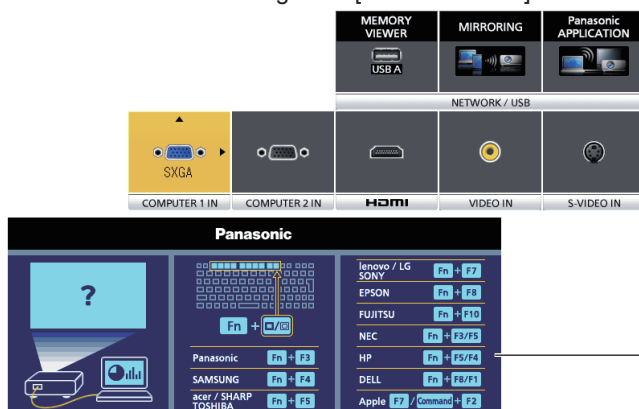 MEMORY VIEWER
MIRRORING
Panasonic APPLICATION
USB A
NETWORK / USB
SXGA
COMPUTER 1 IN
COMPUTER 2 IN
HDMI
VIDEO IN
S-VIDEO IN
Panasonic
?
Fn +
Panasonic Fn + F3
SAMSUNG Fn + F4
acer / SHARP TOSHIBA Fn + F5
lenovo / LG SONY Fn + F7
EPSON Fn + F8
FUJITSU Fn + F10
NEC Fn + F3/F5
HP Fn + F5/F4
DELL Fn + F8/F1
Apple F7 / Command + F2